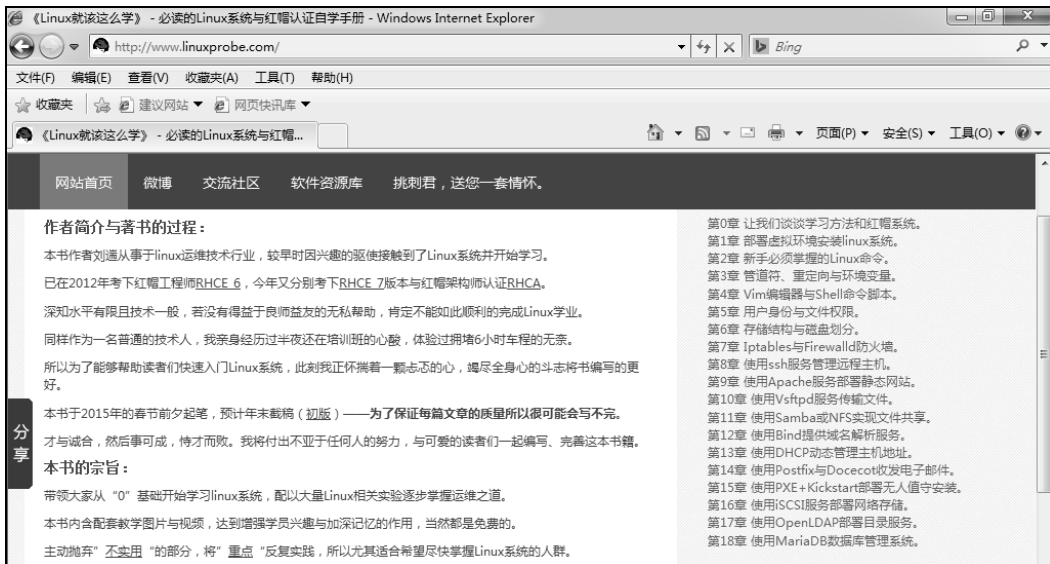 《Linux就该这么学》 - 必读的Linux系统与红帽认证自学手册 - Windows Internet Explorer
http://www.linuxprobe.com/
Bing
文件(F) 编辑(E) 查看(V) 收藏夹(A) 工具(T) 帮助(H)
收藏夹 建议网站 网页快讯库
《Linux就该这么学》 - 必读的Linux系统与红帽...
页面(P) 安全(S) 工具(O)
网站首页 微博 交流社区 软件资源库 挑刺君，送您一套情怀。
作者简介与著书的过程：
本书作者刘遄从事于linux运维技术行业，较早时因兴趣的驱使接触到了Linux系统并开始学习。
已在2012年考下红帽工程师RHCE 6，今年又分别考下RHCE 7版本与红帽架构师认证RHCA。
深知水平有限且技术一般，若没有得益于良师益友的无私帮助，肯定不能如此顺利的完成Linux学业。
同样作为一名普通的技术人，我亲身经历过半夜还在培训班的心酸，体验过拥堵6小时车程的无奈。
所以为了能够帮助读者们快速入门Linux系统，此刻我正怀揣着一颗忐忑的心，竭尽全身心的斗志将书编写的更
好。
本书于2015年的春节前夕起笔，预计年末截稿（初版）——为了保证每篇文章的质量所以很可能会写不完。
才与诚合，然后事可成，恃才而败。我将付出不亚于任何人的努力，与可爱的读者们一起编写、完善这本书籍。
本书的宗旨：
带领大家从“0”基础开始学习linux系统，配以大量Linux相关实验逐步掌握运维之道。
本书内含配套教学图片与视频，达到增强学员兴趣与加深记忆的作用，当然都是免费的。
主动抛弃”不实用“的部分，将”重点“反复实践，所以尤其适合希望尽快掌握Linux系统的人群。
分享
第0章 让我们谈谈学习方法和红帽系统。
第1章 部署虚拟环境安装linux系统。
第2章 新手必须掌握的Linux命令。
第3章 管道符、重定向与环境变量。
第4章 Vim编辑器与Shell命令脚本。
第5章 用户身份与文件权限。
第6章 存储结构与磁盘划分。
第7章 Iptables与Firewalld防火墙。
第8章 使用ssh服务管理远程主机。
第9章 使用Apache服务部署静态网站。
第10章 使用Vsftpd服务传输文件。
第11章 使用Samba或NFS实现文件共享。
第12章 使用Bind提供域名解析服务。
第13章 使用DHCP动态管理主机地址。
第14章 使用Postfix与Docecot收发电子邮件。
第15章 使用PXE+Kickstart部署无人值守安装。
第16章 使用iSCSI服务部署网络存储。
第17章 使用OpenLDAP部署目录服务。
第18章 使用MariaDB数据库管理系统。